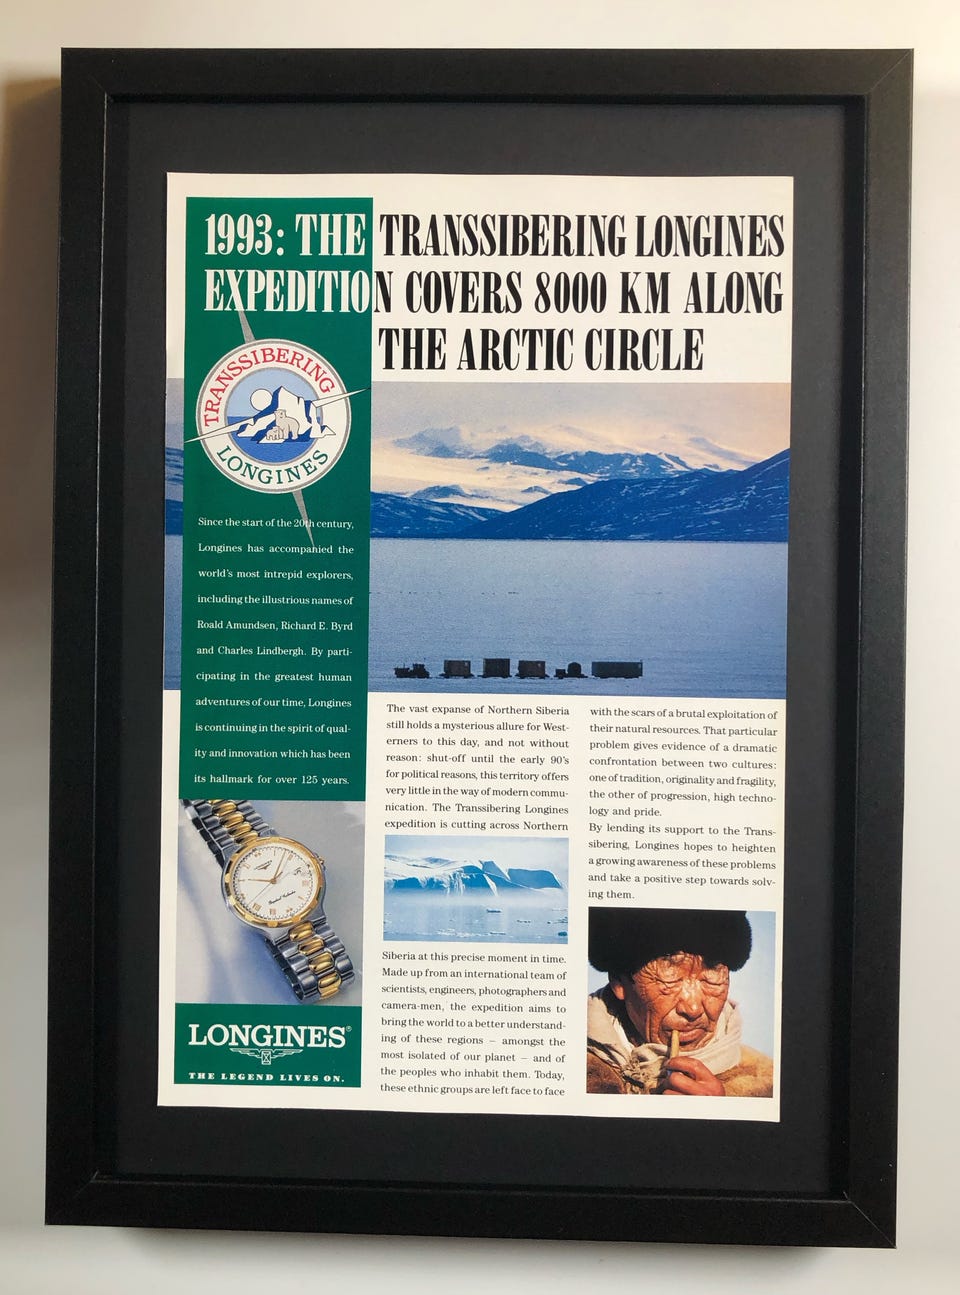 1993: THE TRANSSIBERING LONGINES
EXPEDITION COVERS 8000 KM ALONG
THE ARCTIC CIRCLE
TRANSSIBERING
LONGINES
Since the start of the 20th century,
Longines has accompanied the
world's most intrepid explorers,
including the illustrious names of
Roald Amundsen, Richard E. Byrd
and Charles Lindbergh. By parti-
cipating in the greatest human
adventures of our time, Longines
is continuing in the spirit of qual-
ity and innovation which has been
its hallmark for over 125 years.
LONGINES®
THE LEGEND LIVES ON.
The vast expanse of Northern Siberia
still holds a mysterious allure for West-
erners to this day, and not without
reason: shut-off until the early 90's
for political reasons, this territory offers
very little in the way of modern commu-
nication. The Transsibering Longines
expedition is cutting across Northern
Siberia at this precise moment in time.
Made up from an international team of
scientists, engineers, photographers and
camera-men, the expedition aims to
bring the world to a better understand-
ing of these regions – amongst the
most isolated of our planet – and of
the peoples who inhabit them. Today,
these ethnic groups are left face to face
with the scars of a brutal exploitation of
their natural resources. That particular
problem gives evidence of a dramatic
confrontation between two cultures:
one of tradition, originality and fragility,
the other of progression, high techno-
logy and pride.
By lending its support to the Trans-
sibering, Longines hopes to heighten
a growing awareness of these problems
and take a positive step towards solv-
ing them.